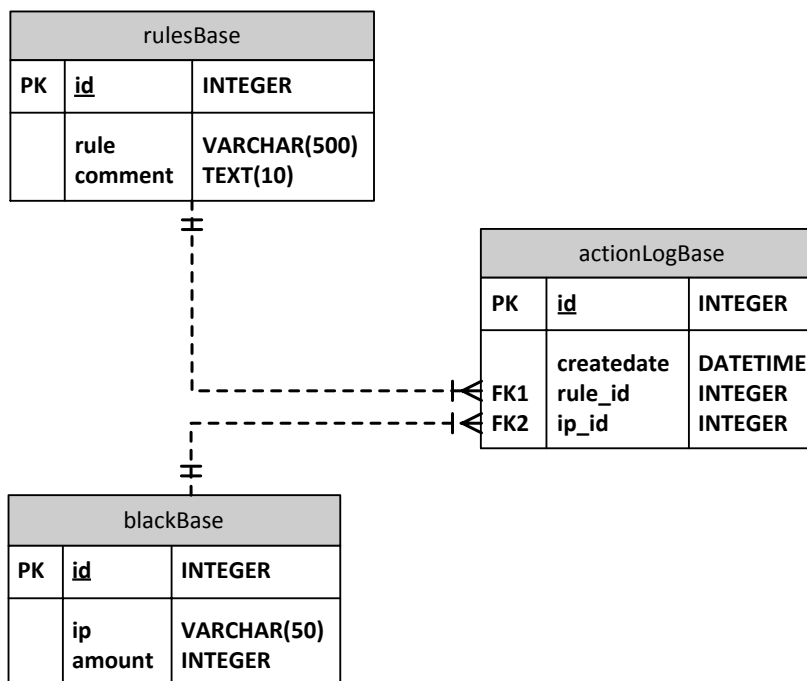 rulesBase
PK id INTEGER
rule VARCHAR(500)
comment TEXT(10)
actionLogBase
PK id INTEGER
createdate DATETIME
FK1 rule_id INTEGER
FK2 ip_id INTEGER
blackBase
PK id INTEGER
ip VARCHAR(50)
amount INTEGER